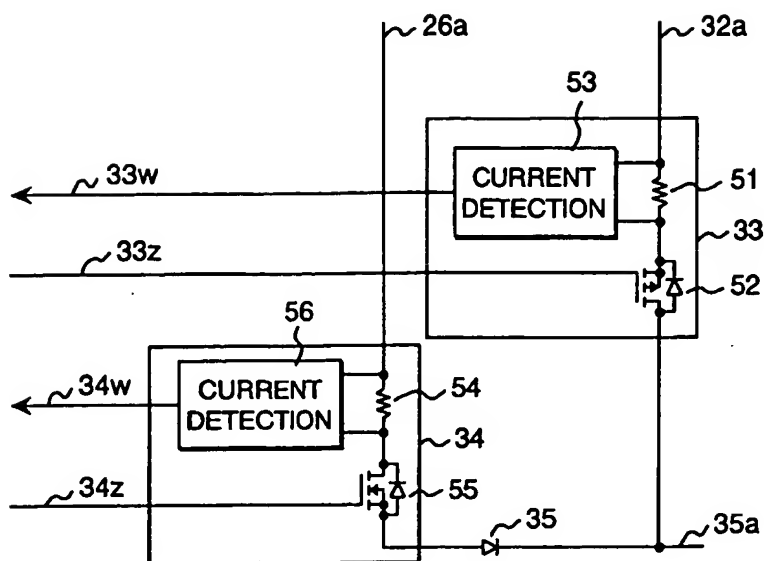 26a
32a
53
33w
CURRENT
DETECTION
51
33
33z
52
56
34w
CURRENT
DETECTION
54
34
34z
55
35
35a